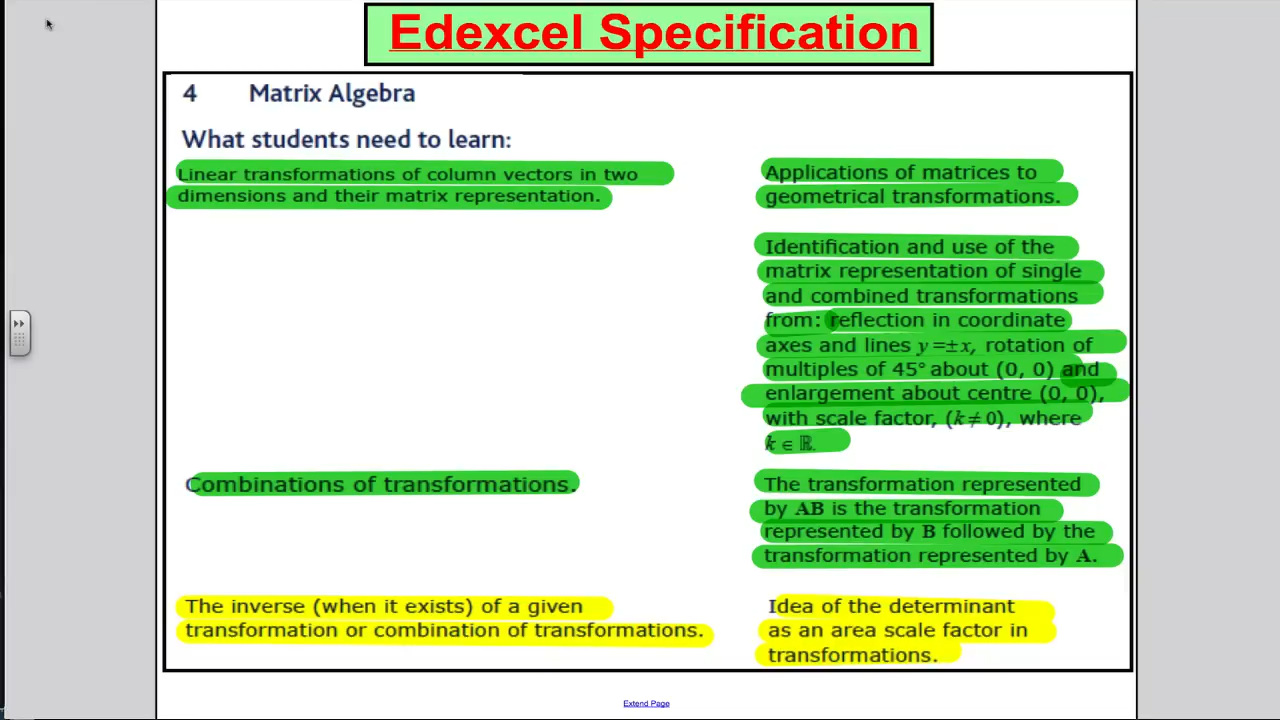 Edexcel Specification
4 Matrix Algebra
What students need to learn:
Linear transformations of column vectors in two
dimensions and their matrix representation.
Applications of matrices to
geometrical transformations.
Identification and use of the
matrix representation of single
and combined transformations
from: reflection in coordinate
axes and lines y =± x, rotation of
multiples of 45° about (0, 0) and
enlargement about centre (0, 0),
with scale factor, (k ≠ 0), where
k ∈ ℝ.
Combinations of transformations.
The transformation represented
by AB is the transformation
represented by B followed by the
transformation represented by A.
The inverse (when it exists) of a given
transformation or combination of transformations.
Idea of the determinant
as an area scale factor in
transformations.
Extend Page